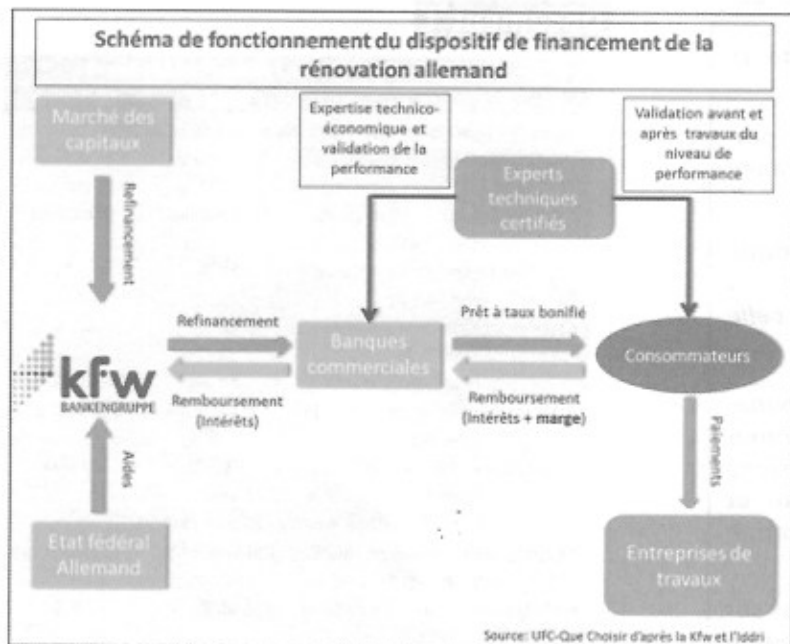 Schéma de fonctionnement du dispositif de financement de la
rénovation allemand
Marché des
capitaux
Expertise technico-
économique et
validation de la
performance
Validation avant et
après travaux du
niveau de
performance
Experts
techniques
certifiés
Refinancement
Refinancement
Banques
commerciales
Prêt à taux bonifié
Consommateurs
kfw
BANKENGRUPPE
Remboursement
(Intérêts)
Remboursement
(Intérêts + marge)
Aides
Paiements
Etat fédéral
Allemand
Entreprises de
travaux
Source: UFC-Que Choisir d'après la Kfw et l'Iddri